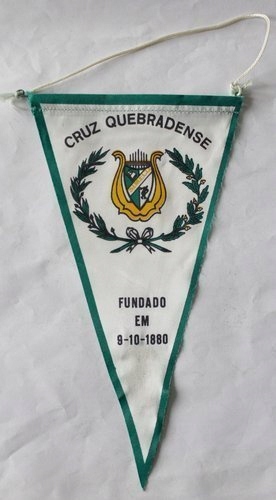 CRUZ QUEBRADENSE
FUNDADO
EM
9-10-1880